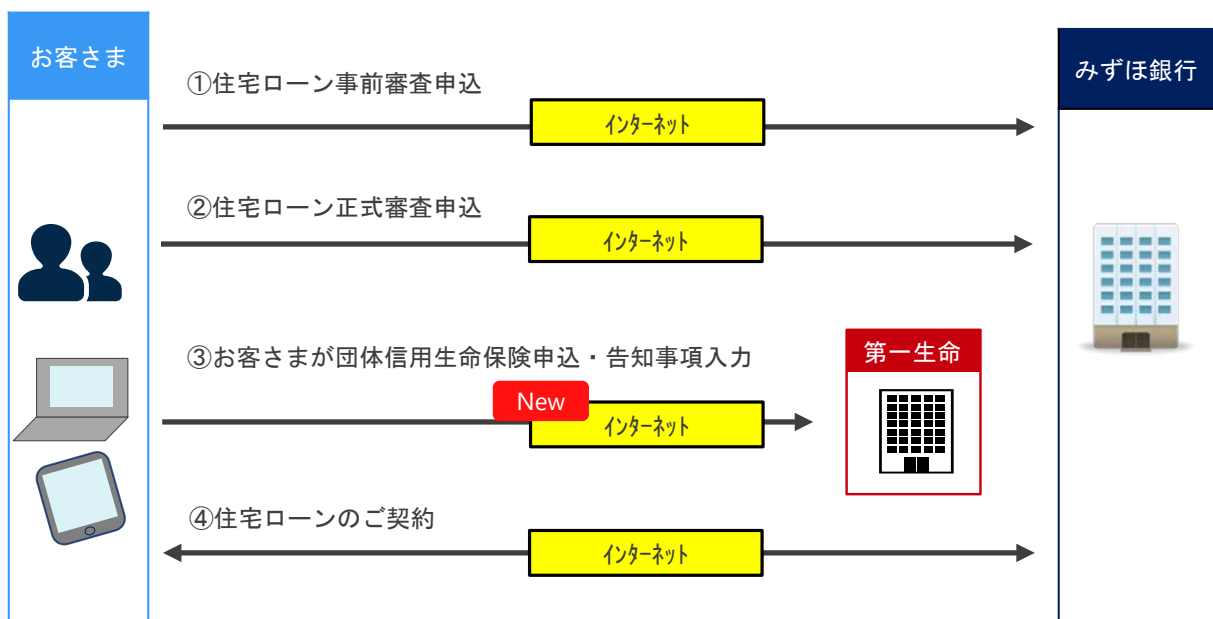 お客さま
みずほ銀行
①住宅ローン事前審査申込
ｲﾝﾀｰﾈｯﾄ
②住宅ローン正式審査申込
ｲﾝﾀｰﾈｯﾄ
③お客さまが団体信用生命保険申込・告知事項入力
第一生命
New
ｲﾝﾀｰﾈｯﾄ
④住宅ローンのご契約
ｲﾝﾀｰﾈｯﾄ